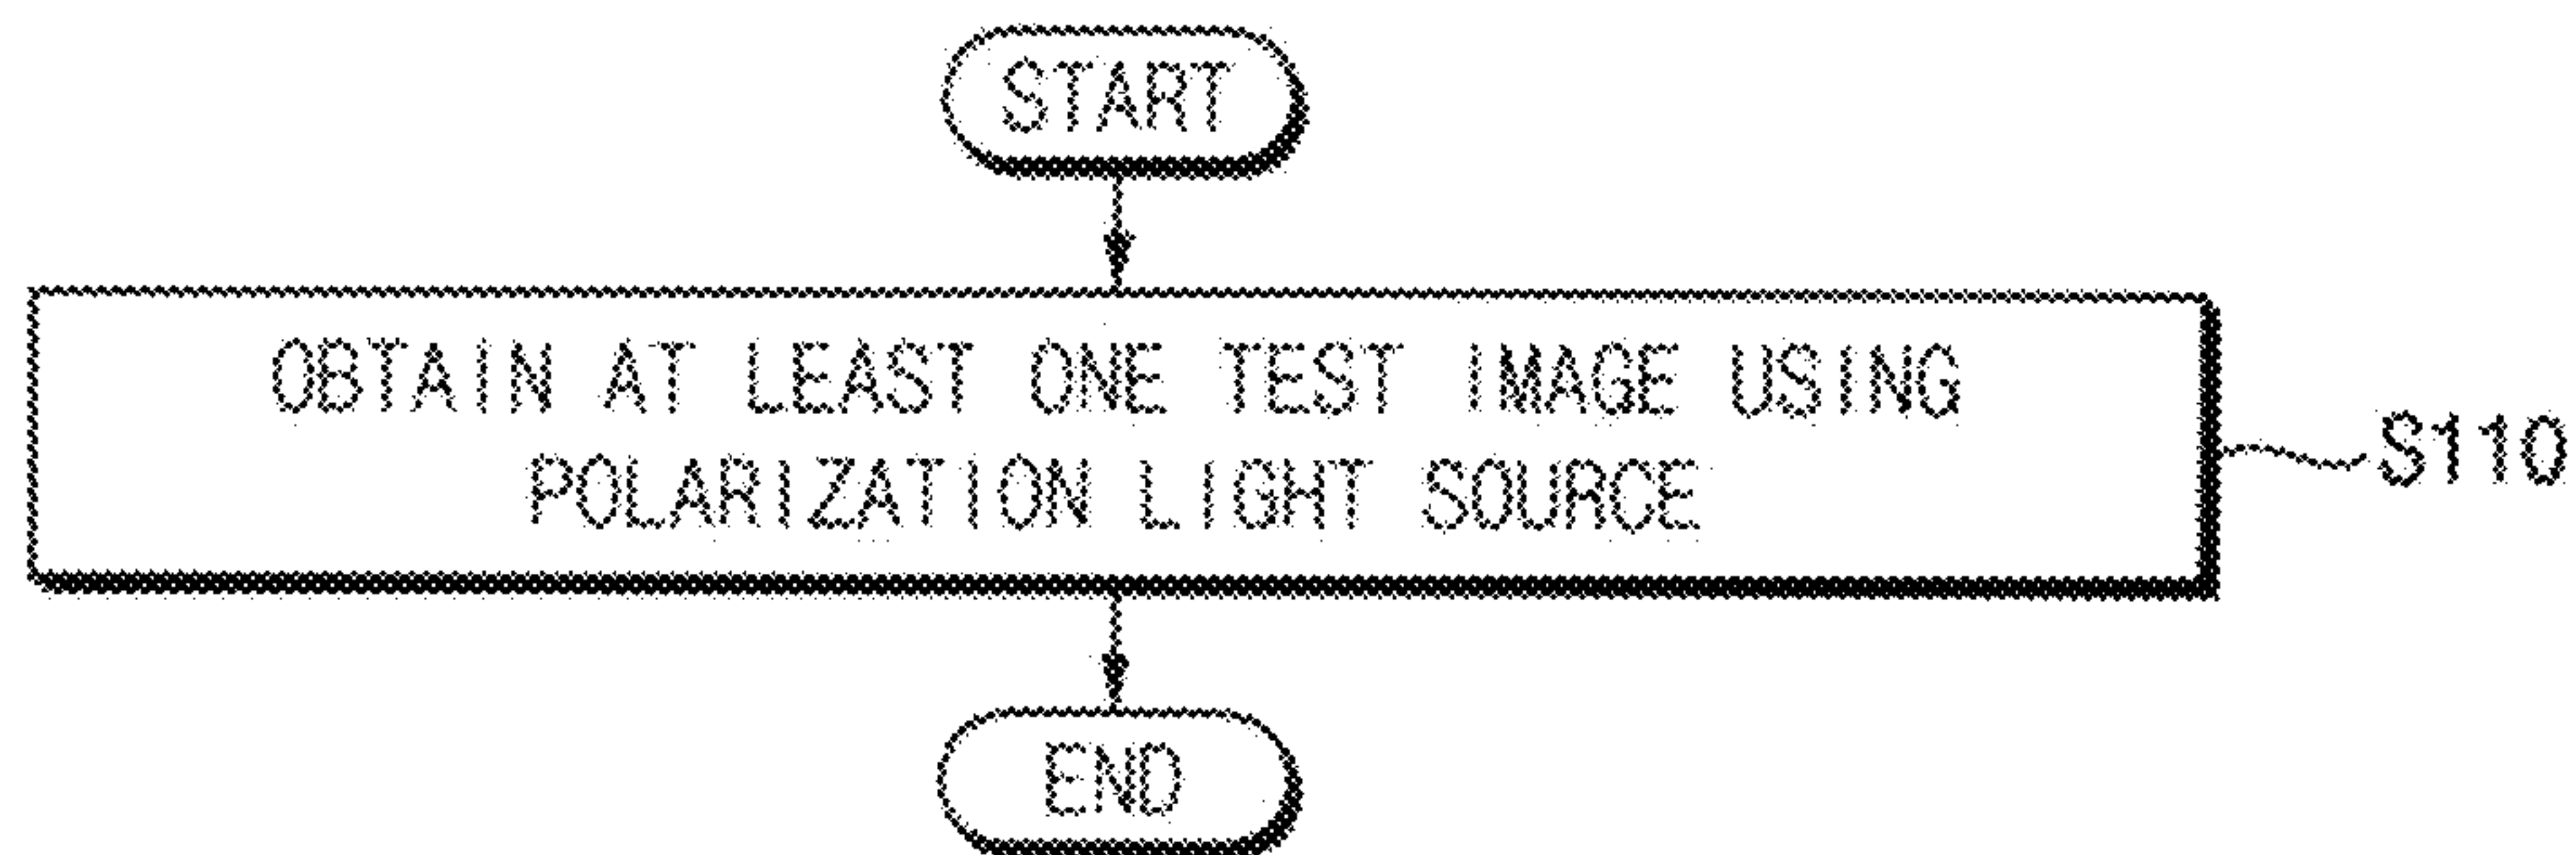 START
OBTAIN AT LEAST ONE TEST IMAGE USING
POLARIZATION LIGHT SOURCE
S110
END